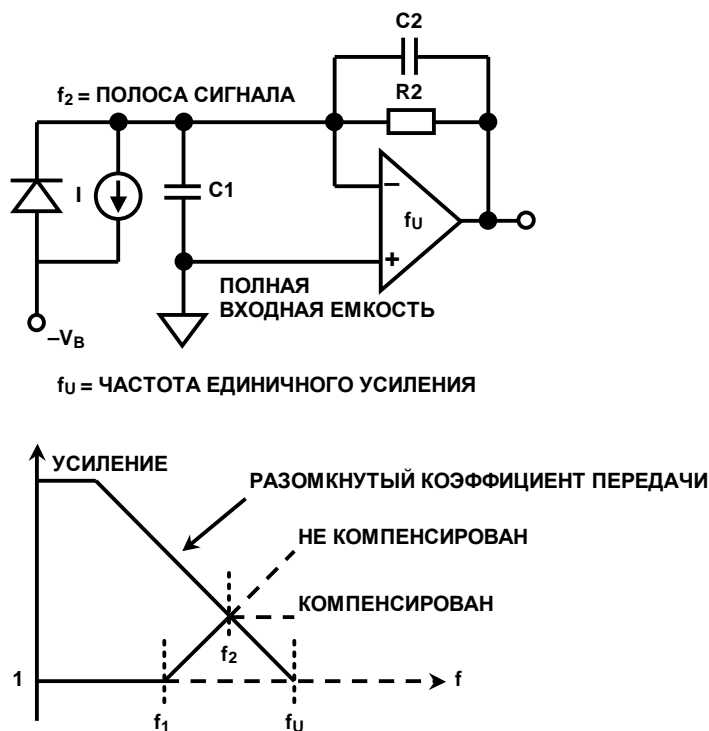 C2
f2 = ПОЛОСА СИГНАЛА
R2
I
C1
–
fU
+
ПОЛНАЯ
ВХОДНАЯ ЕМКОСТЬ
–VB
fU = ЧАСТОТА ЕДИНИЧНОГО УСИЛЕНИЯ
УСИЛЕНИЕ
РАЗОМКНУТЫЙ КОЭФФИЦИЕНТ ПЕРЕДАЧИ
НЕ КОМПЕНСИРОВАН
КОМПЕНСИРОВАН
f2
1
f
f1
fU